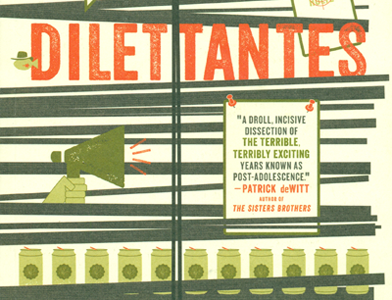 DILETTANTES
"A DROLL, INCISIVE
DISSECTION OF
THE TERRIBLE,
TERRIBLY EXCITING
YEARS KNOWN AS
POST-ADOLESCENCE."
—PATRICK deWITT
AUTHOR OF
THE SISTERS BROTHERS